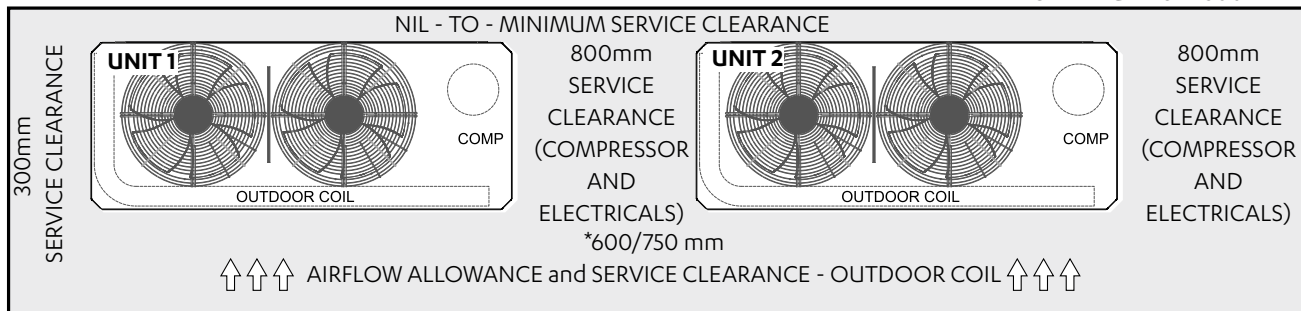 NIL - TO - MINIMUM SERVICE CLEARANCE
300mm
SERVICE CLEARANCE
UNIT 1
COMP
OUTDOOR COIL
800mm
SERVICE
CLEARANCE
(COMPRESSOR
AND
ELECTRICALS)
UNIT 2
COMP
OUTDOOR COIL
800mm
SERVICE
CLEARANCE
(COMPRESSOR
AND
ELECTRICALS)
*600/750 mm
AIRFLOW ALLOWANCE and SERVICE CLEARANCE - OUTDOOR COIL